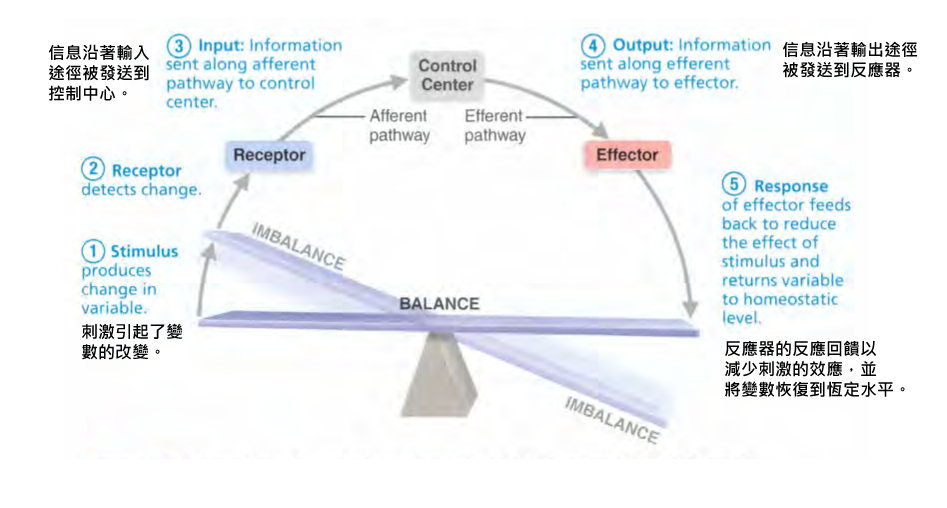 信息沿著輸入
途徑被發送到
控制中心。
③ Input: Information
sent along afferent
pathway to control
center.
Control
Center
④ Output: Information
sent along efferent
pathway to effector.
信息沿著輸出途徑
被發送到反應器。
Afferent
pathway
Efferent
pathway
Receptor
Effector
② Receptor
detects change.
① Stimulus
produces
change in
variable.
刺激引起了變
數的改變。
IMBALANCE
BALANCE
IMBALANCE
⑤ Response
of effector feeds
back to reduce
the effect of
stimulus and
returns variable
to homeostatic
level.
反應器的反應回饋以
減少刺激的效應，並
將變數恢復到恆定水平。